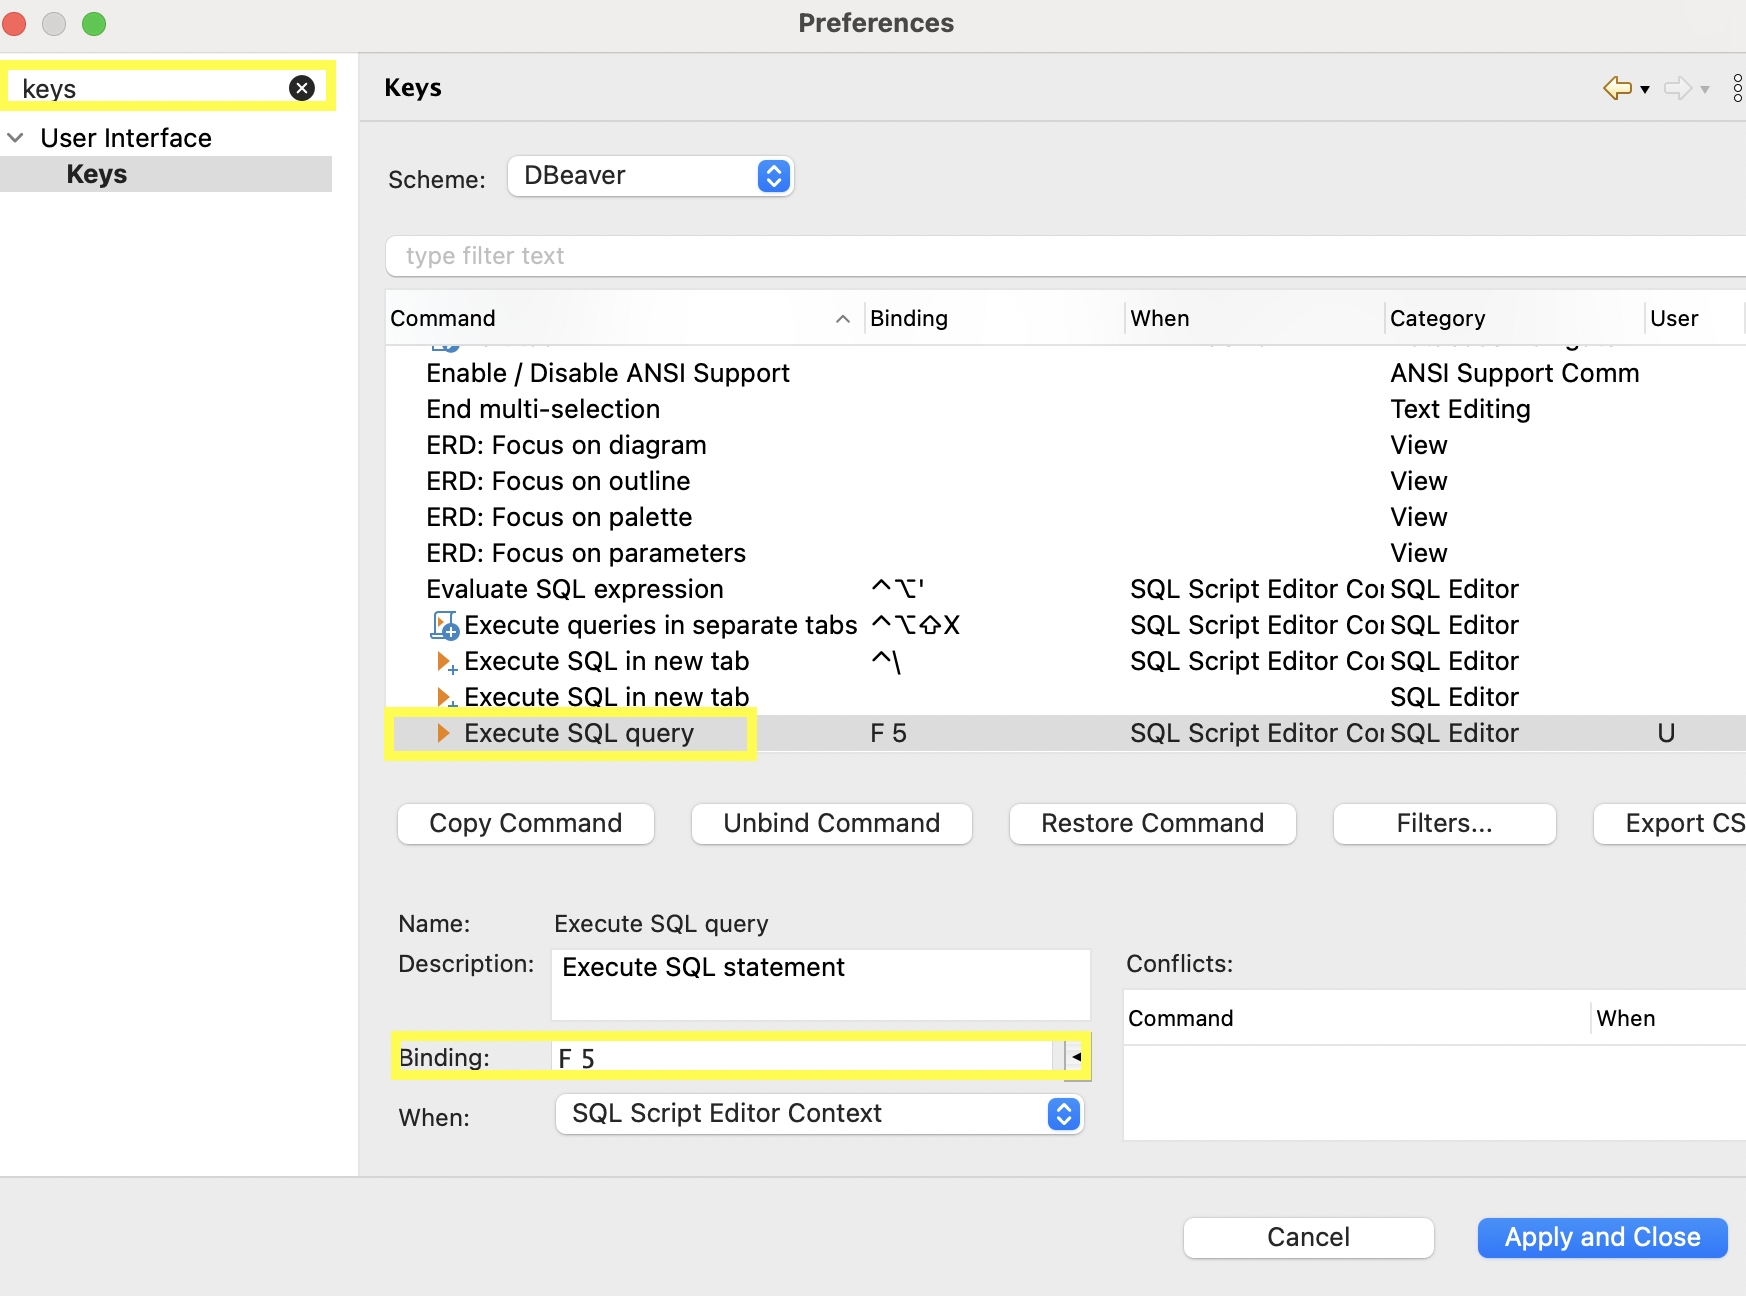 Preferences
keys
User Interface
Keys
Keys
Scheme: DBeaver
type filter text
Command Binding When Category User
Enable / Disable ANSI Support ANSI Support Comm
End multi-selection Text Editing
ERD: Focus on diagram View
ERD: Focus on outline View
ERD: Focus on palette View
ERD: Focus on parameters View
Evaluate SQL expression ^⌥' SQL Script Editor Cor SQL Editor
Execute queries in separate tabs ^⌥⇧X SQL Script Editor Cor SQL Editor
Execute SQL in new tab ^\ SQL Script Editor Cor SQL Editor
Execute SQL in new tab SQL Editor
Execute SQL query F 5 SQL Script Editor Cor SQL Editor U
Copy Command Unbind Command Restore Command Filters... Export CS
Name: Execute SQL query
Description: Execute SQL statement
Conflicts:
Command When
Binding: F 5
When: SQL Script Editor Context
Cancel Apply and Close